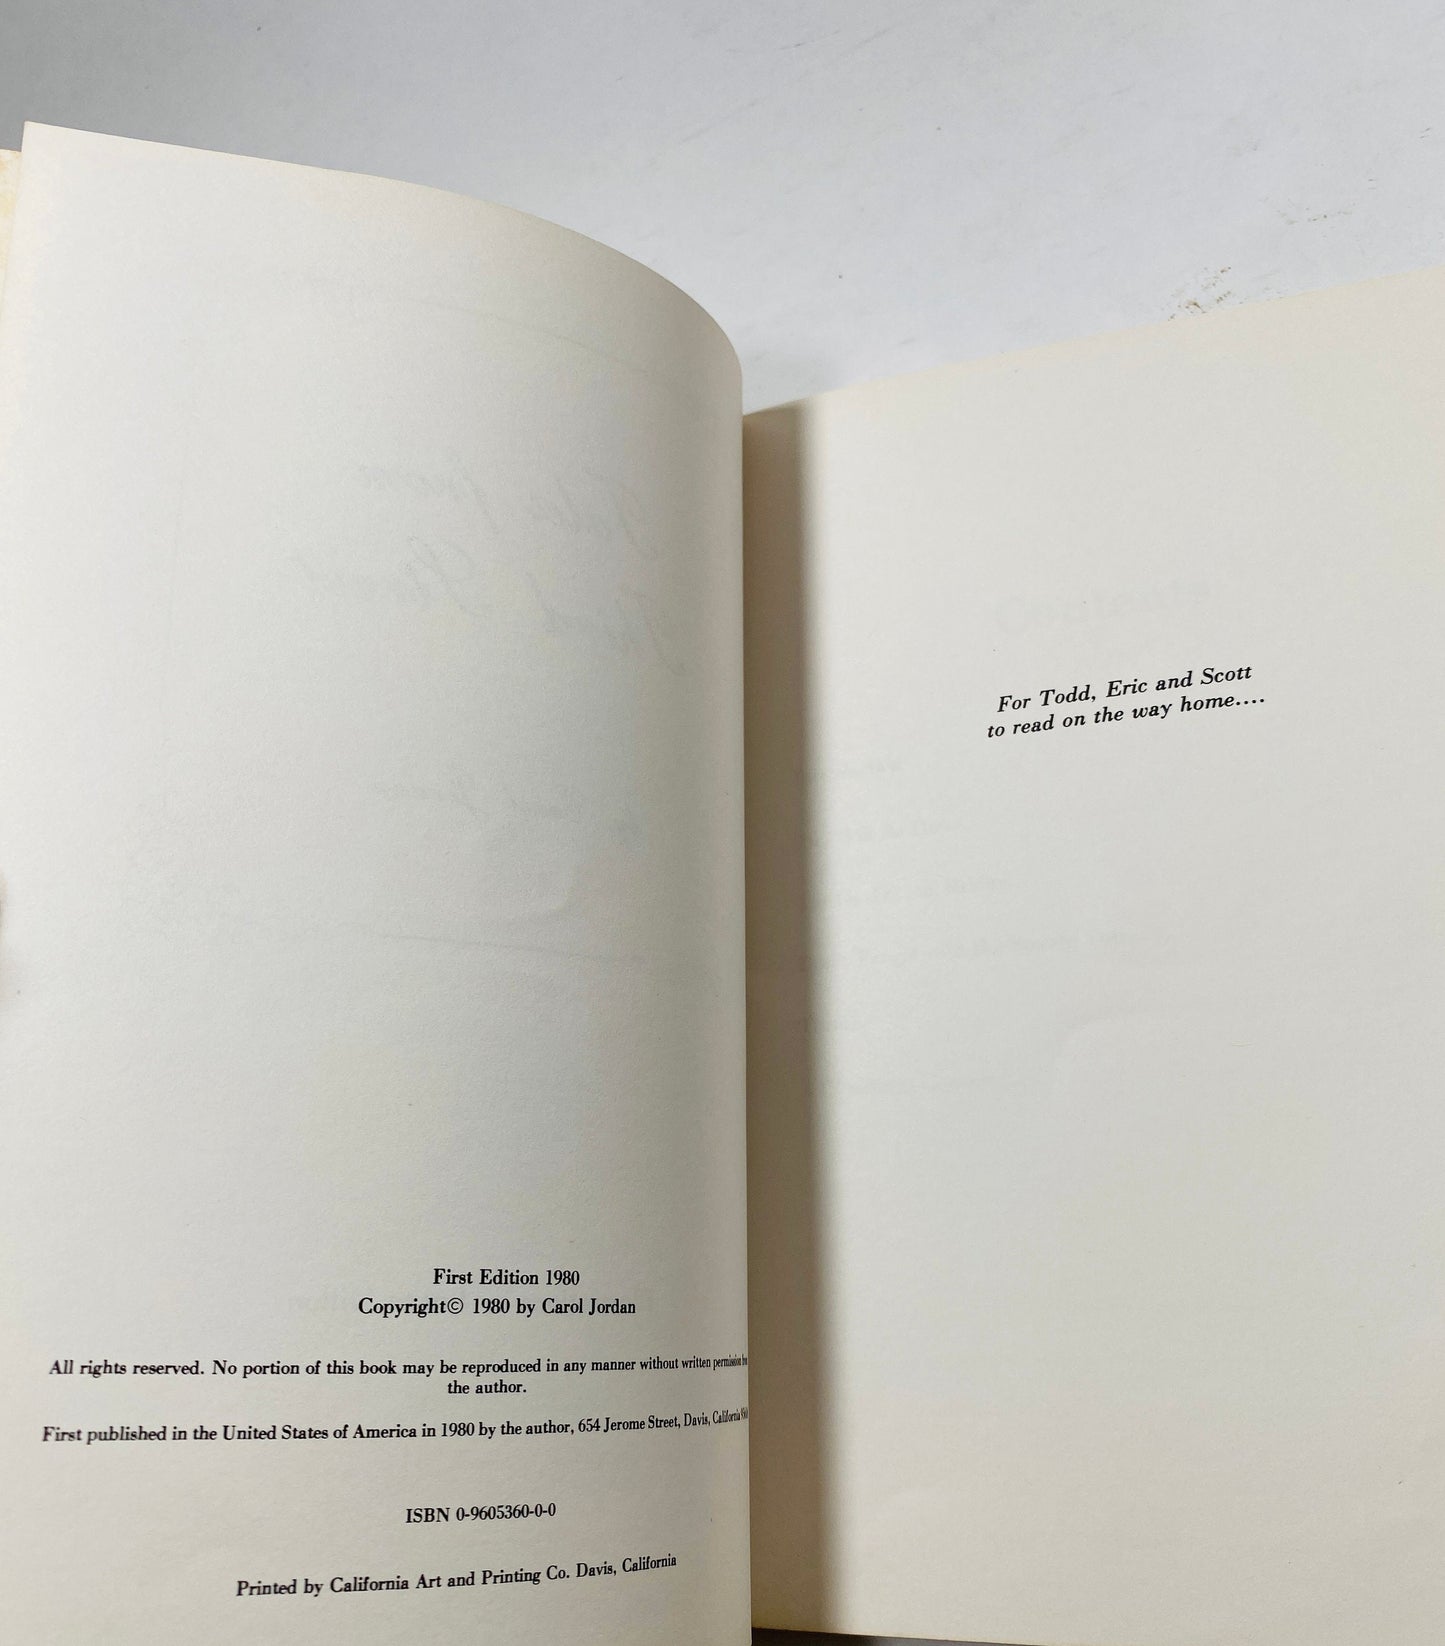 First Edition 1980
Copyright© 1980 by Carol Jordan
All rights reserved. No portion of this book may be reproduced in any manner without written permission
the author.
First published in the United States of America in 1980 by the author, 654 Jerome Street, Davis, California
ISBN 0-9605360-0-0
Printed by California Art and Printing Co. Davis, California
For Todd, Eric and Scott
to read on the way home....